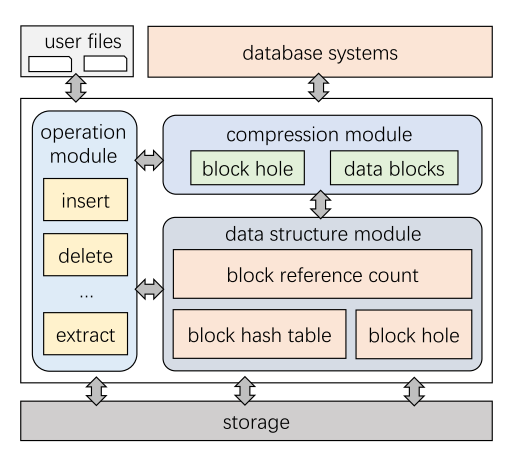 user files
database systems
operation
module
insert
delete
...
extract
compression module
block hole
data blocks
data structure module
block reference count
block hash table
block hole
storage